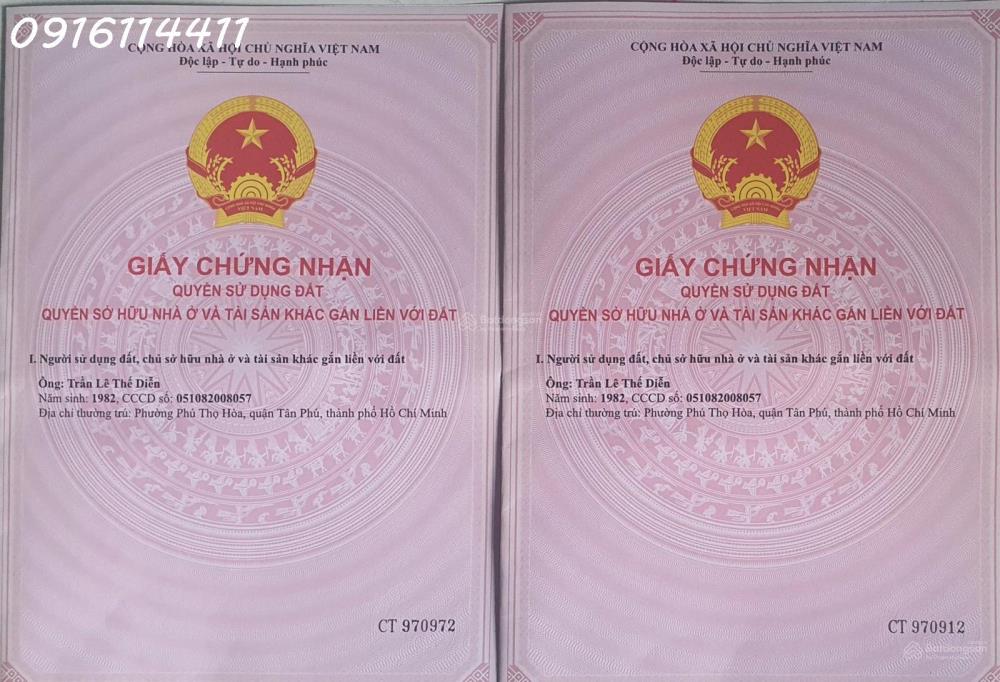 0916114411
CỘNG HÒA XÃ HỘI CHỦ NGHĨA VIỆT NAM
Độc lập - Tự do - Hạnh phúc
GIẤY CHỨNG NHẬN
QUYỀN SỬ DỤNG ĐẤT
QUYỀN SỞ HỮU NHÀ Ở VÀ TÀI SẢN KHÁC GẮN LIỀN VỚI ĐẤT
I. Người sử dụng đất, chủ sở hữu nhà ở và tài sản khác gắn liền với đất
Ông: Trần Lê Thế Diễn
Năm sinh: 1982, CCCD số: 051082008057
Địa chỉ thường trú: Phường Phú Thọ Hòa, quận Tân Phú, thành phố Hồ Chí Minh
CT 970972
CỘNG HÒA XÃ HỘI CHỦ NGHĨA VIỆT NAM
Độc lập - Tự do - Hạnh phúc
GIẤY CHỨNG NHẬN
QUYỀN SỬ DỤNG ĐẤT
QUYỀN SỞ HỮU NHÀ Ở VÀ TÀI SẢN KHÁC GẮN LIỀN VỚI ĐẤT
I. Người sử dụng đất, chủ sở hữu nhà ở và tài sản khác gắn liền với đất
Ông: Trần Lê Thế Diễn
Năm sinh: 1982, CCCD số: 051082008057
Địa chỉ thường trú: Phường Phú Thọ Hòa, quận Tân Phú, thành phố Hồ Chí Minh
CT 970912
Batdongsan